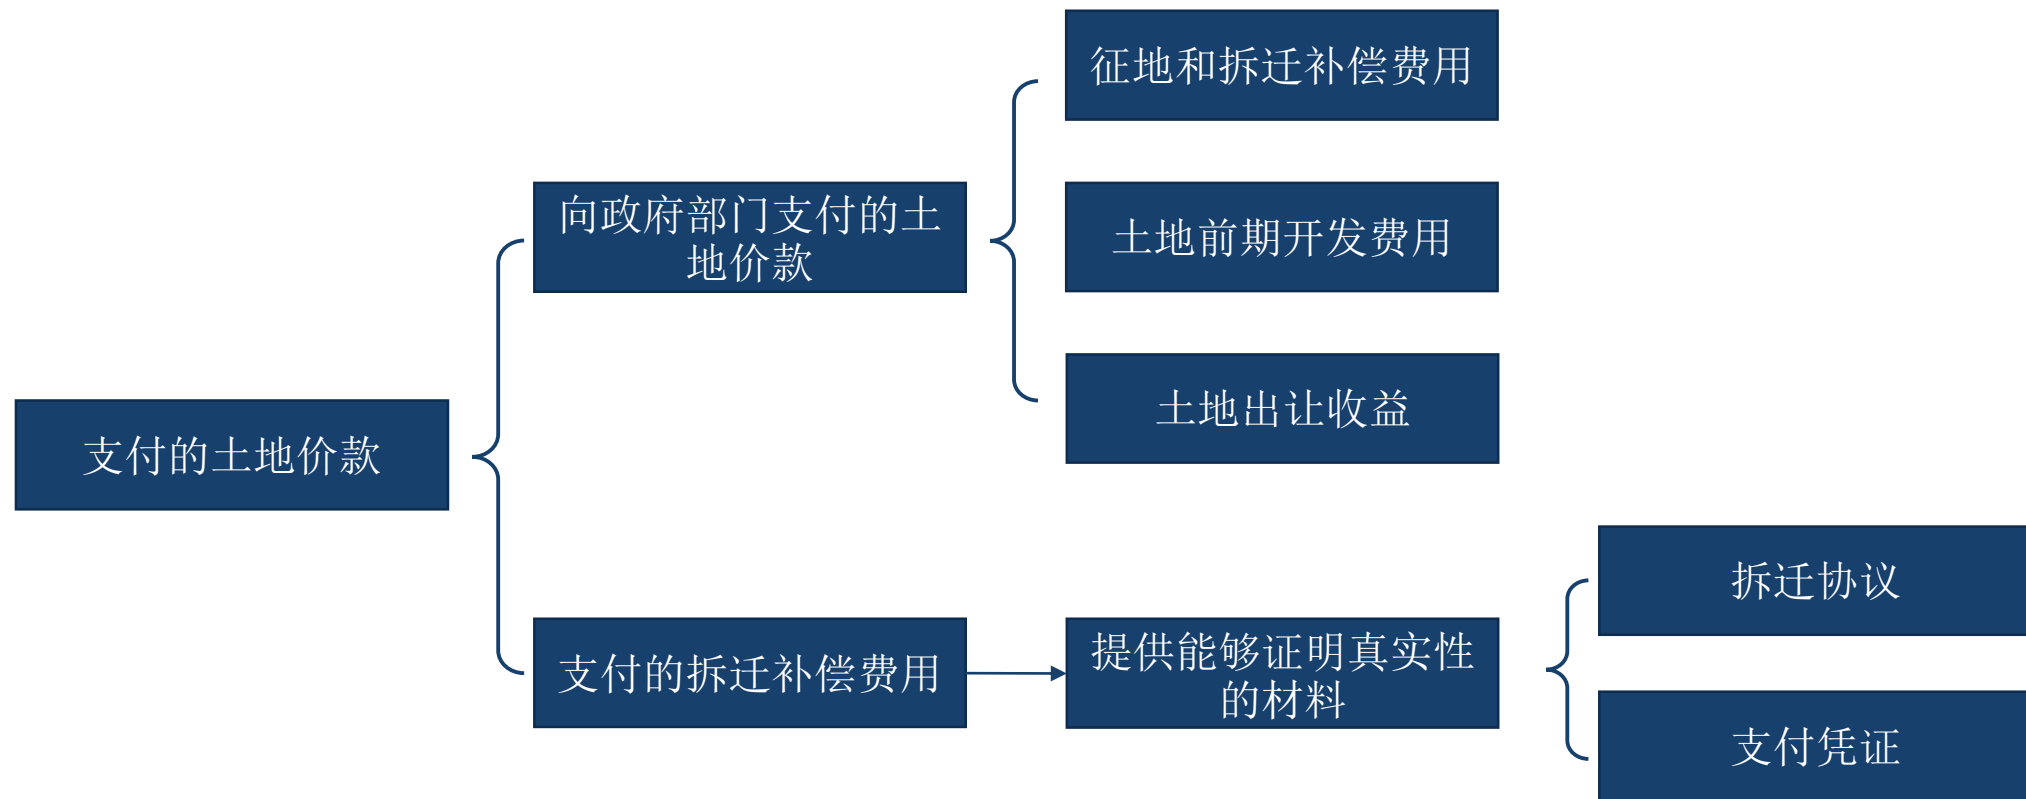 征地和拆迁补偿费用
向政府部门支付的土
地价款
土地前期开发费用
土地出让收益
支付的土地价款
拆迁协议
支付的拆迁补偿费用
提供能够证明真实性
的材料
支付凭证